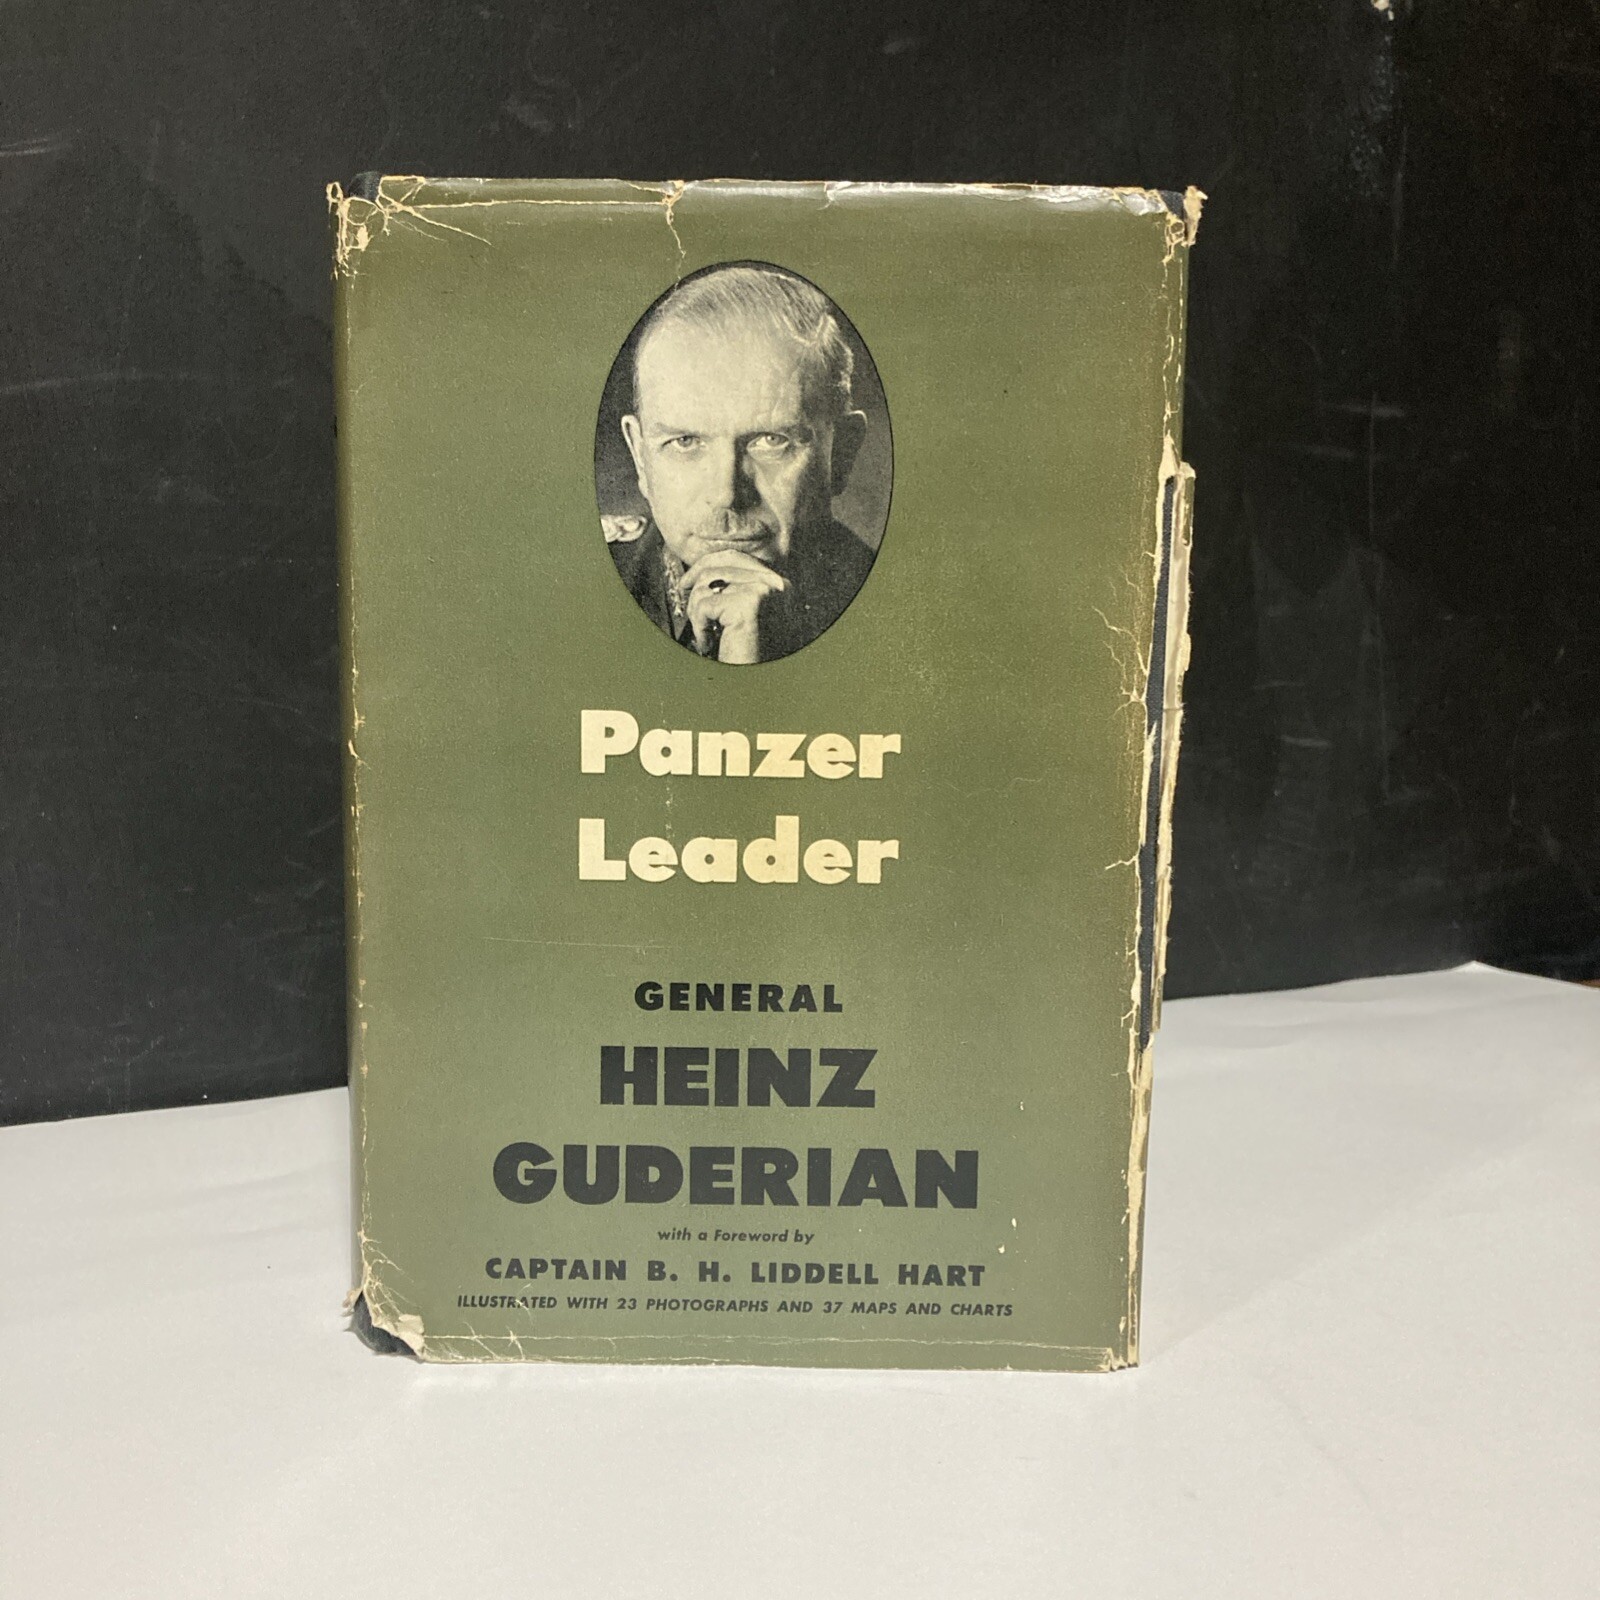 Panzer
Leader
GENERAL
HEINZ
GUDERIAN
with a Foreword by
CAPTAIN B. H. LIDDELL HART
ILLUSTRATED WITH 23 PHOTOGRAPHS AND 37 MAPS AND CHARTS